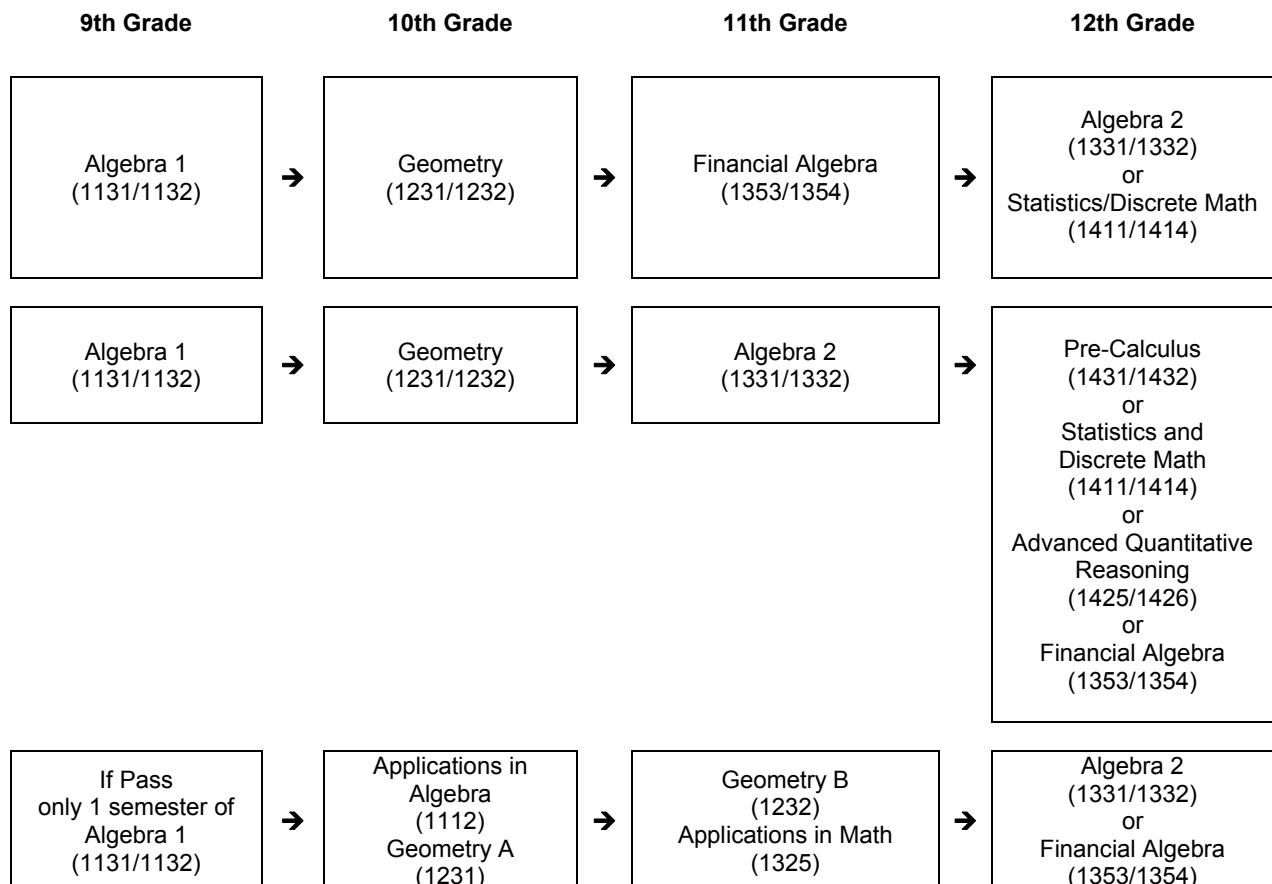 9th Grade
10th Grade
11th Grade
12th Grade
Algebra 1
(1131/1132)
➔
Geometry
(1231/1232)
➔
Financial Algebra
(1353/1354)
➔
Algebra 2
(1331/1332)
or
Statistics/Discrete Math
(1411/1414)
Algebra 1
(1131/1132)
➔
Geometry
(1231/1232)
➔
Algebra 2
(1331/1332)
➔
Pre-Calculus
(1431/1432)
or
Statistics and
Discrete Math
(1411/1414)
or
Advanced Quantitative
Reasoning
(1425/1426)
or
Financial Algebra
(1353/1354)
If Pass
only 1 semester of
Algebra 1
(1131/1132)
➔
Applications in
Algebra
(1112)
Geometry A
(1231)
➔
Geometry B
(1232)
Applications in Math
(1325)
➔
Algebra 2
(1331/1332)
or
Financial Algebra
(1353/1354)